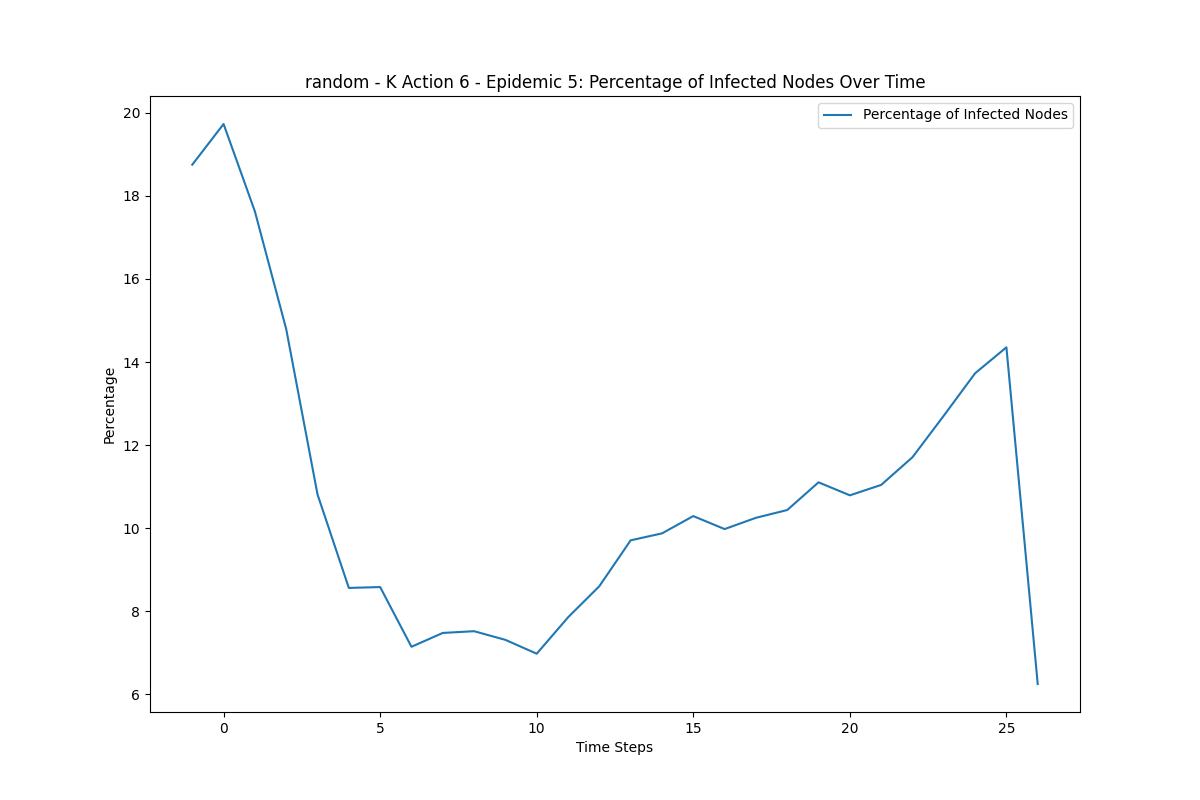 random - K Action 6 - Epidemic 5: Percentage of Infected Nodes Over Time
Percentage of Infected Nodes
20
18
16
14
12
10
8
6
Percentage
0 5 10 15 20 25
Time Steps